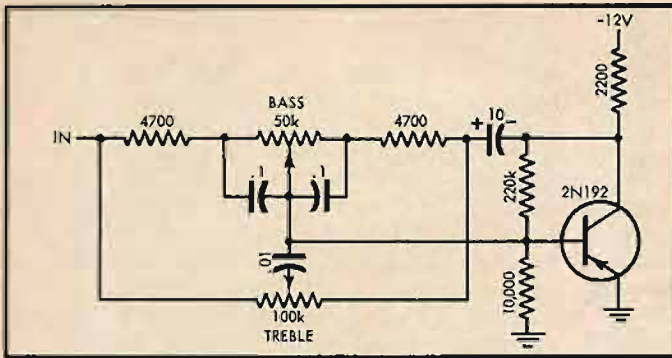 -12V
2200
BASS
50k
4700
4700
+ 10 -
IN
.1
.1
220k
2N192
.01
10,000
100k
TREBLE